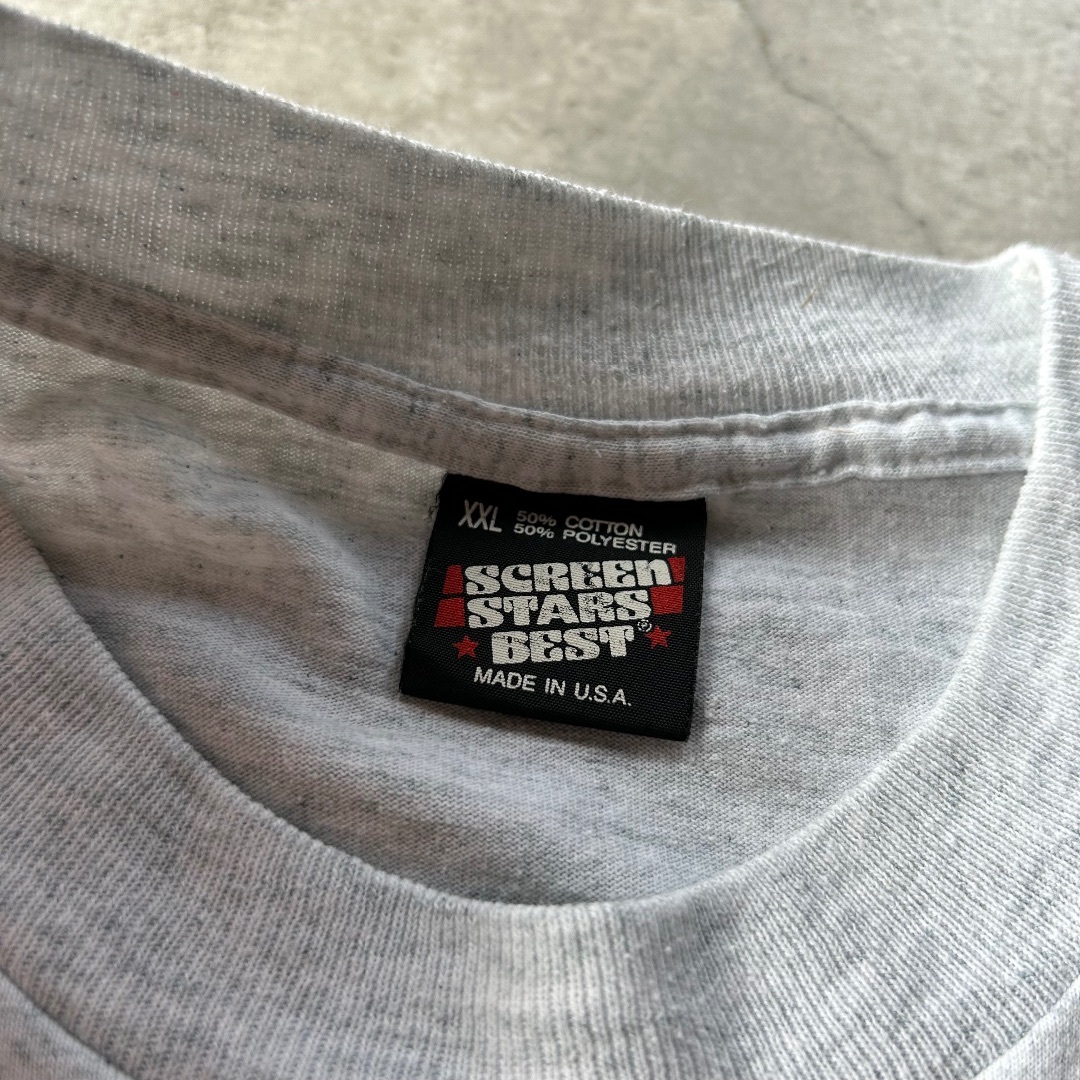 XXL 50% COTTON
50% POLYESTER
SCREEN
STARS
BEST®
MADE IN U.S.A.